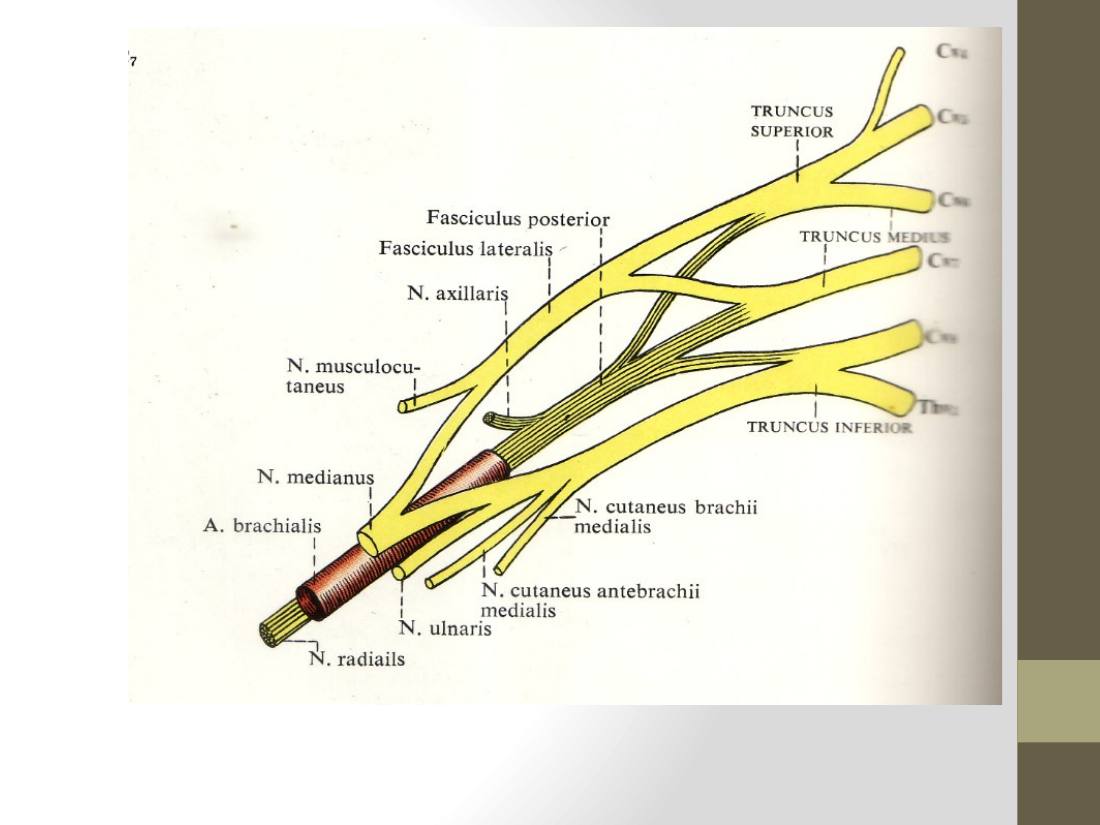 7
TRUNCUS
SUPERIOR
Fasciculus posterior
TRUNCUS MEDIUS
Fasciculus lateralis
N. axillaris
N. musculocu-
taneus
TRUNCUS INFERIOR
N. medianus
N. cutaneus brachii
medialis
A. brachialis
N. cutaneus antebrachii
medialis
N. ulnaris
N. radiails